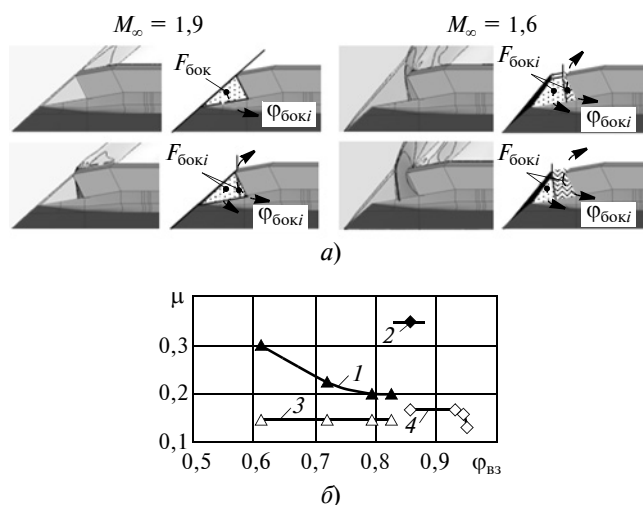 M∞ = 1,9 M∞ = 1,6
Fбок Fбокi
φбокi φбокi
Fбокi Fбокi
φбокi φбокi
а)
μ
0,3 2
1
0,2
3 4
0,1
0,5 0,6 0,7 0,8 0,9 φвз
б)